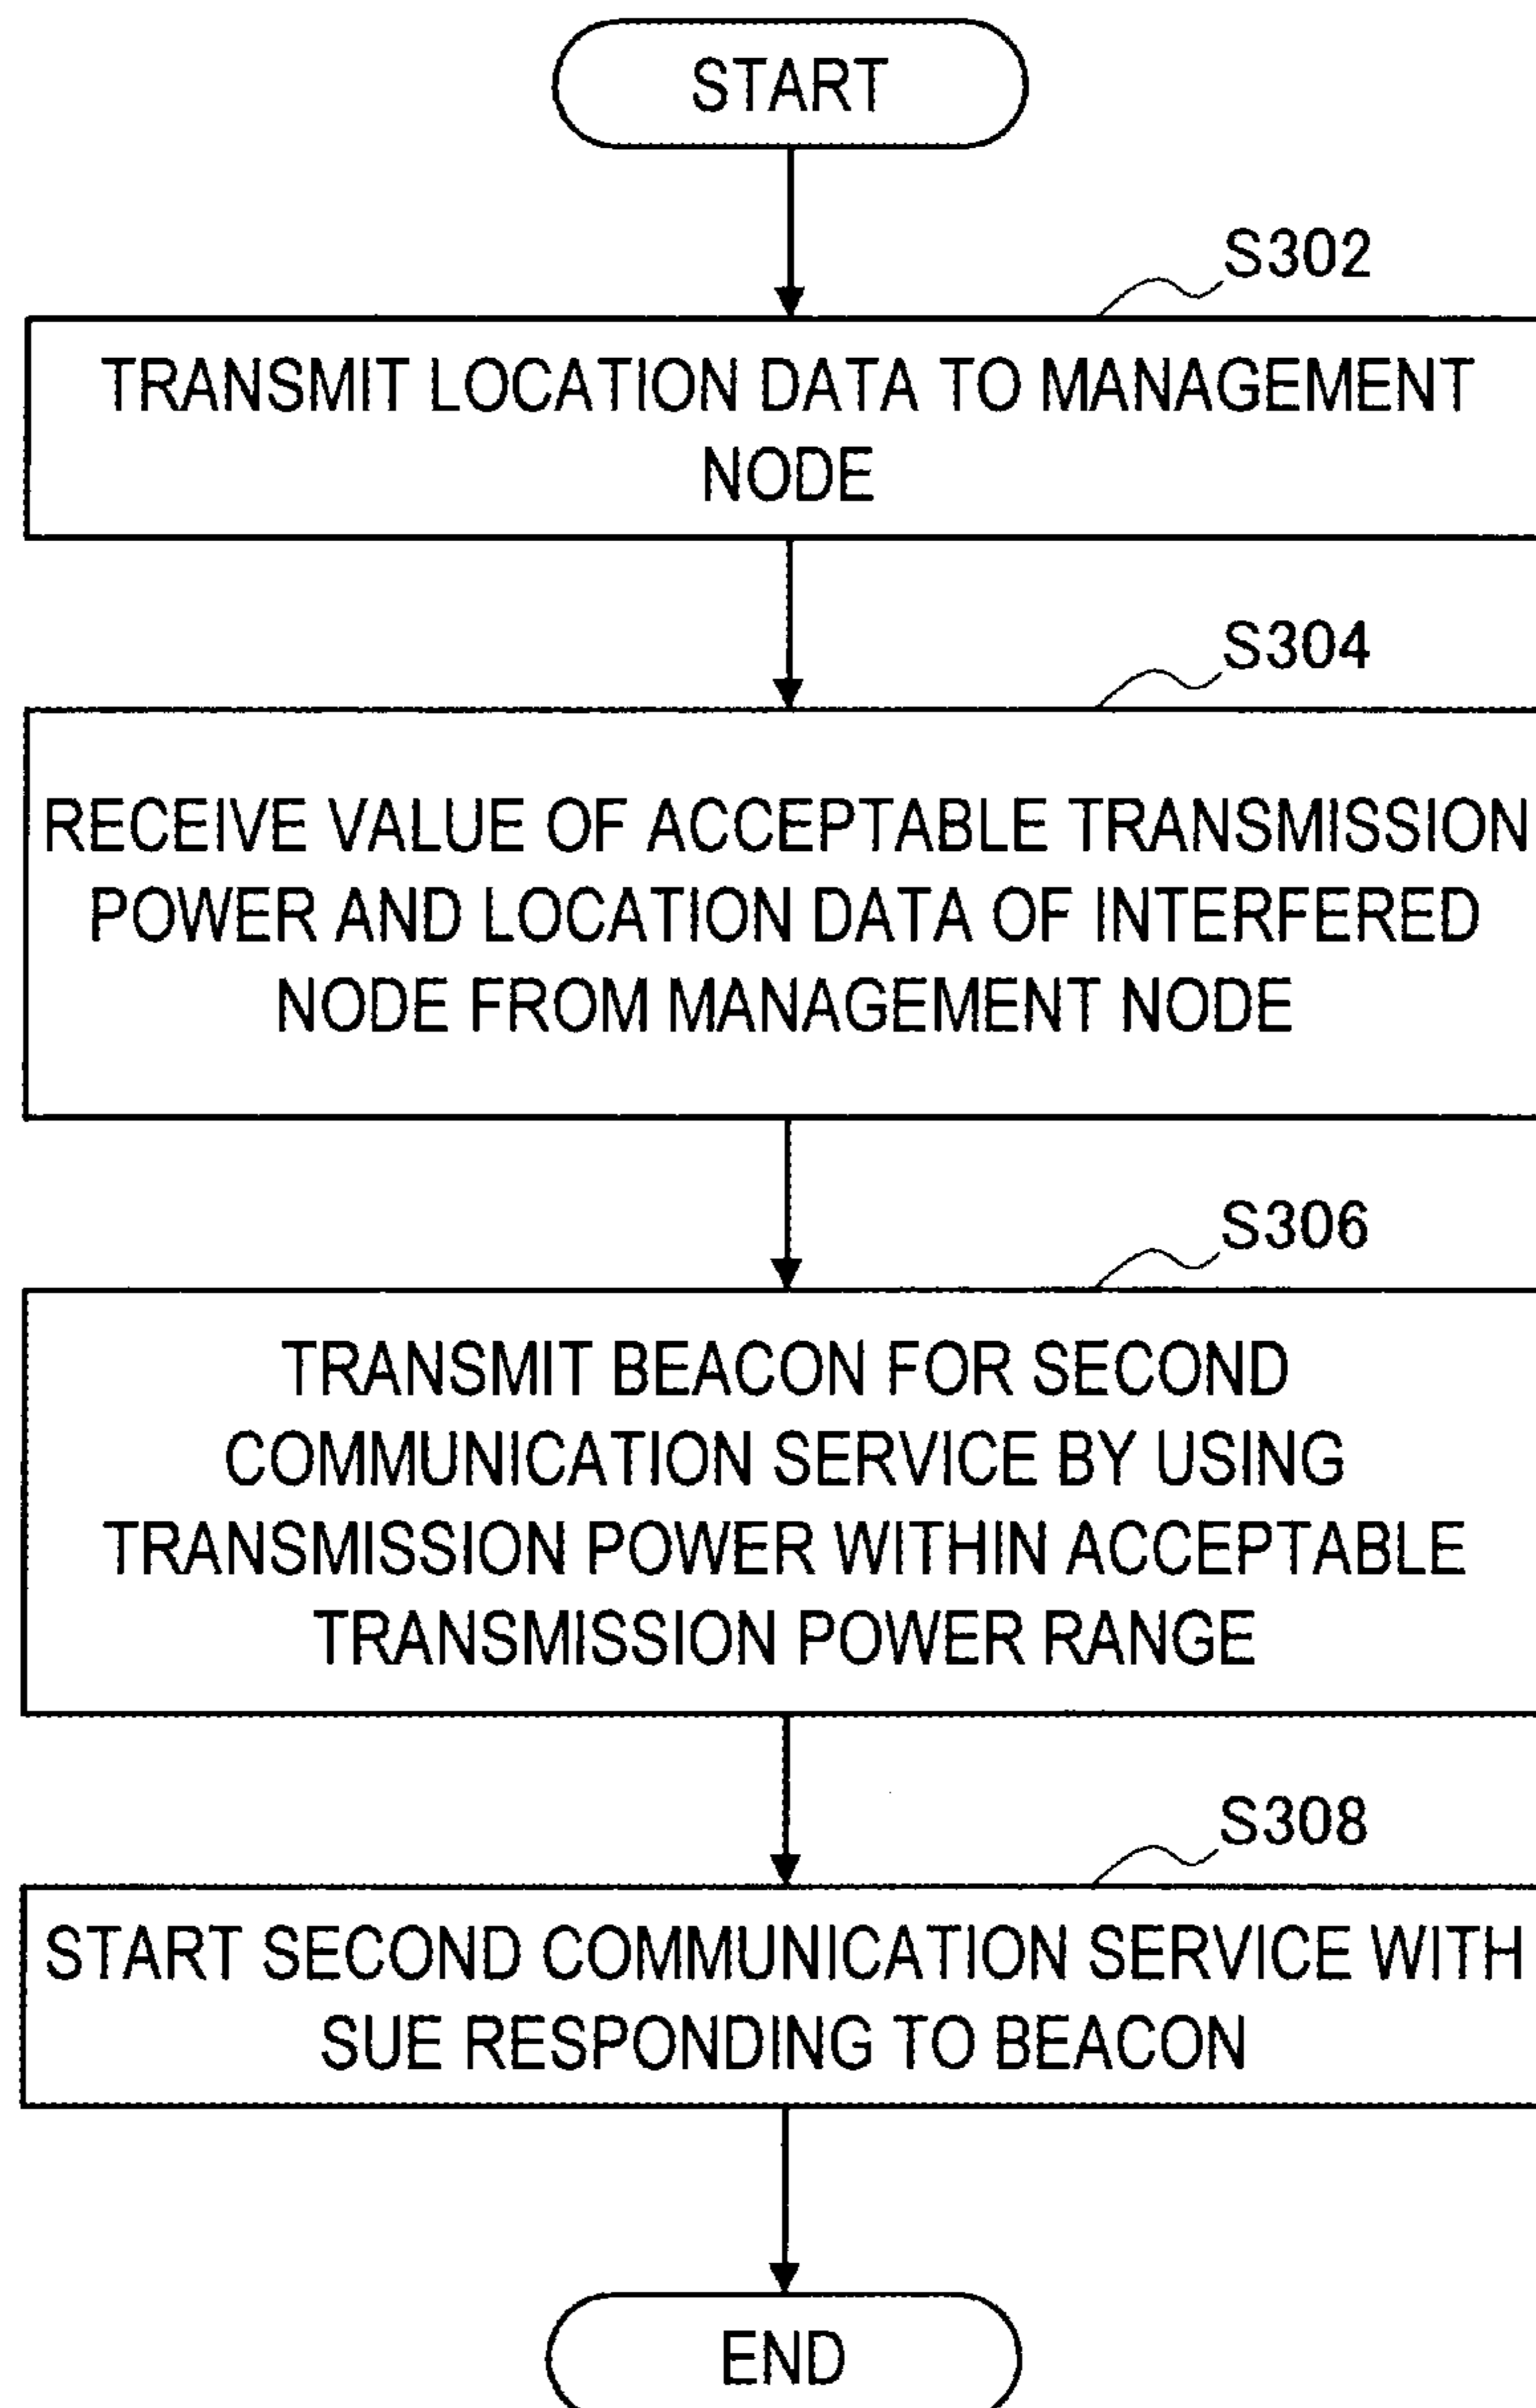 START
S302
TRANSMIT LOCATION DATA TO MANAGEMENT
NODE
S304
RECEIVE VALUE OF ACCEPTABLE TRANSMISSION
POWER AND LOCATION DATA OF INTERFERED
NODE FROM MANAGEMENT NODE
S306
TRANSMIT BEACON FOR SECOND
COMMUNICATION SERVICE BY USING
TRANSMISSION POWER WITHIN ACCEPTABLE
TRANSMISSION POWER RANGE
S308
START SECOND COMMUNICATION SERVICE WITH
SUE RESPONDING TO BEACON
END